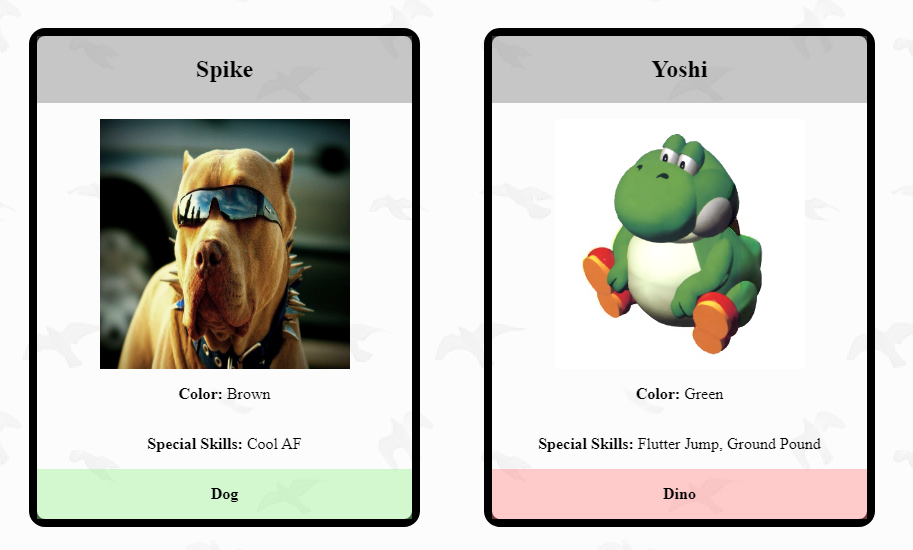 Spike
Color: Brown
Special Skills: Cool AF
Dog
Yoshi
Color: Green
Special Skills: Flutter Jump, Ground Pound
Dino